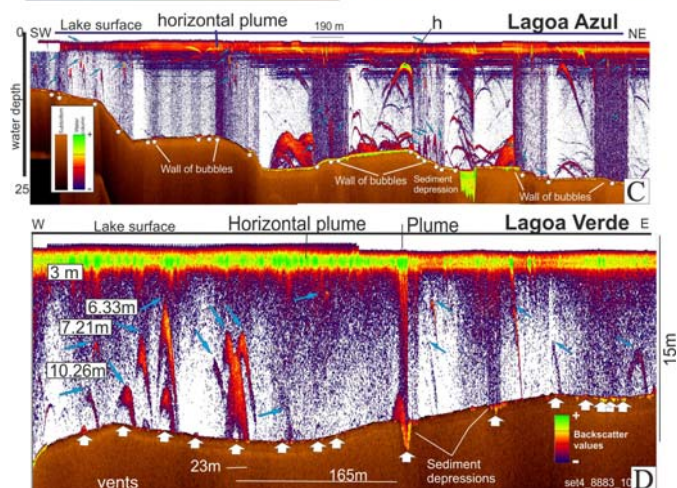 0
Lake surface
horizontal plume
190 m
h
Lagoa Azul
SW
NE
water depth
Wall of bubbles
Wall of bubbles
Sediment depression
Wall of bubbles
25
C
W
Lake surface
Horizontal plume
Plume
Lagoa Verde
E
3 m
6.33m
7.21m
10.26m
15m
+
Backscatter values
-
Sediment depressions
23m
165m
vents
set4_8883_10
D